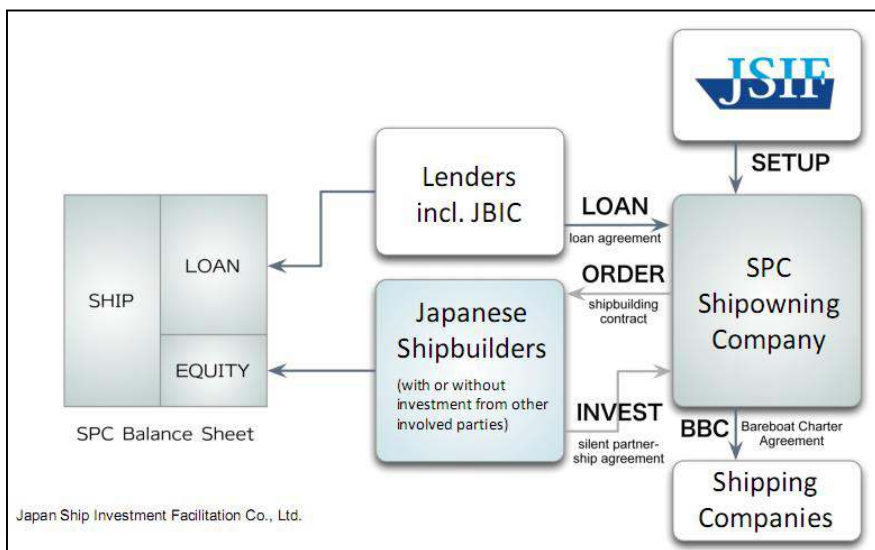 JSIF
SETUP
Lenders
incl. JBIC
LOAN
loan agreement
ORDER
shipbuilding
contract
SPC
Shipowning
Company
SHIP
LOAN
EQUITY
SPC Balance Sheet
Japanese
Shipbuilders
(with or without
investment from other
involved parties)
INVEST
silent partner-
ship agreement
BBC
Bareboat Charter
Agreement
Shipping
Companies
Japan Ship Investment Facilitation Co., Ltd.